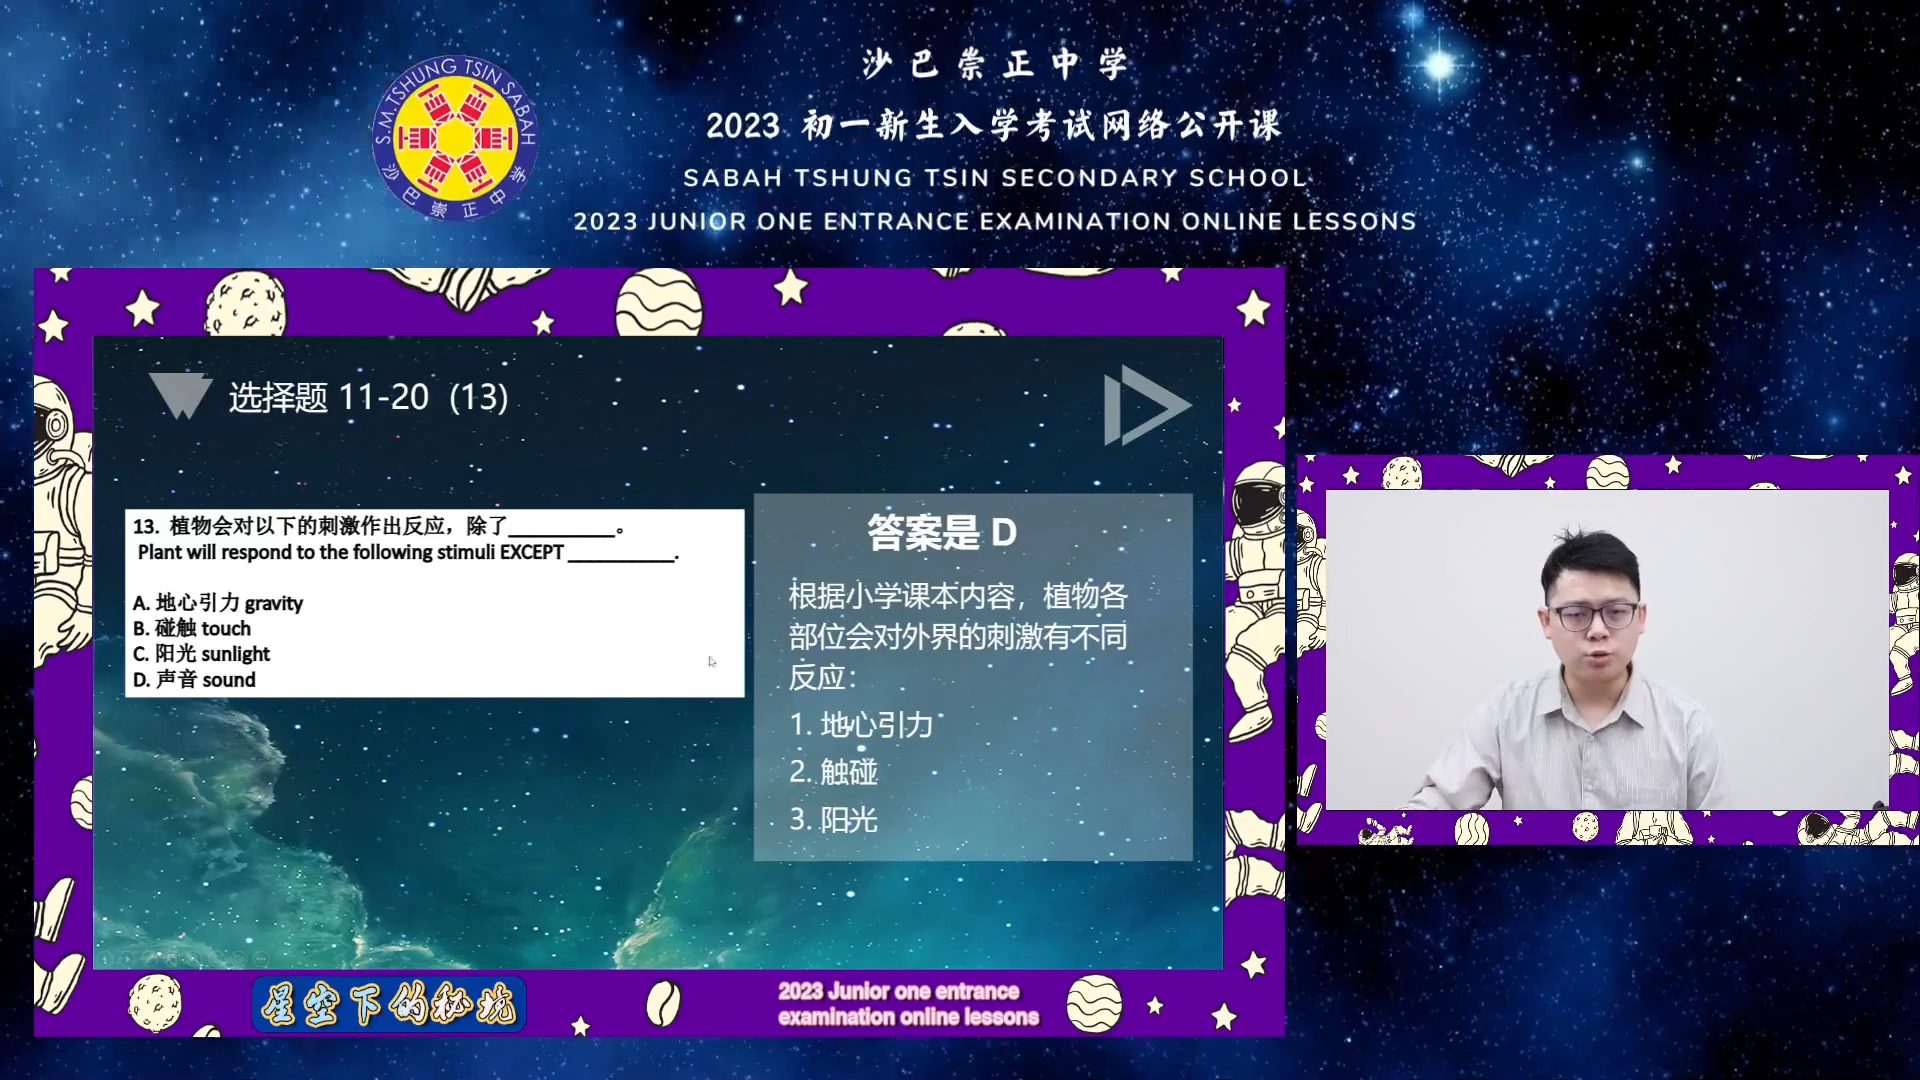 S.M TSHUNG TSIN SABAH
沙巴崇正中学
沙巴崇正中学
2023 初一新生入学考试网络公开课
SABAH TSHUNG TSIN SECONDARY SCHOOL
2023 JUNIOR ONE ENTRANCE EXAMINATION ONLINE LESSONS
选择题 11-20 (13)
13. 植物会对以下的刺激作出反应，除了__________。
Plant will respond to the following stimuli EXCEPT __________.
A. 地心引力 gravity
B. 碰触 touch
C. 阳光 sunlight
D. 声音 sound
答案是 D
根据小学课本内容，植物各
部位会对外界的刺激有不同
反应：
1. 地心引力
2. 触碰
3. 阳光
星空下的秘境
2023 Junior one entrance
examination online lessons